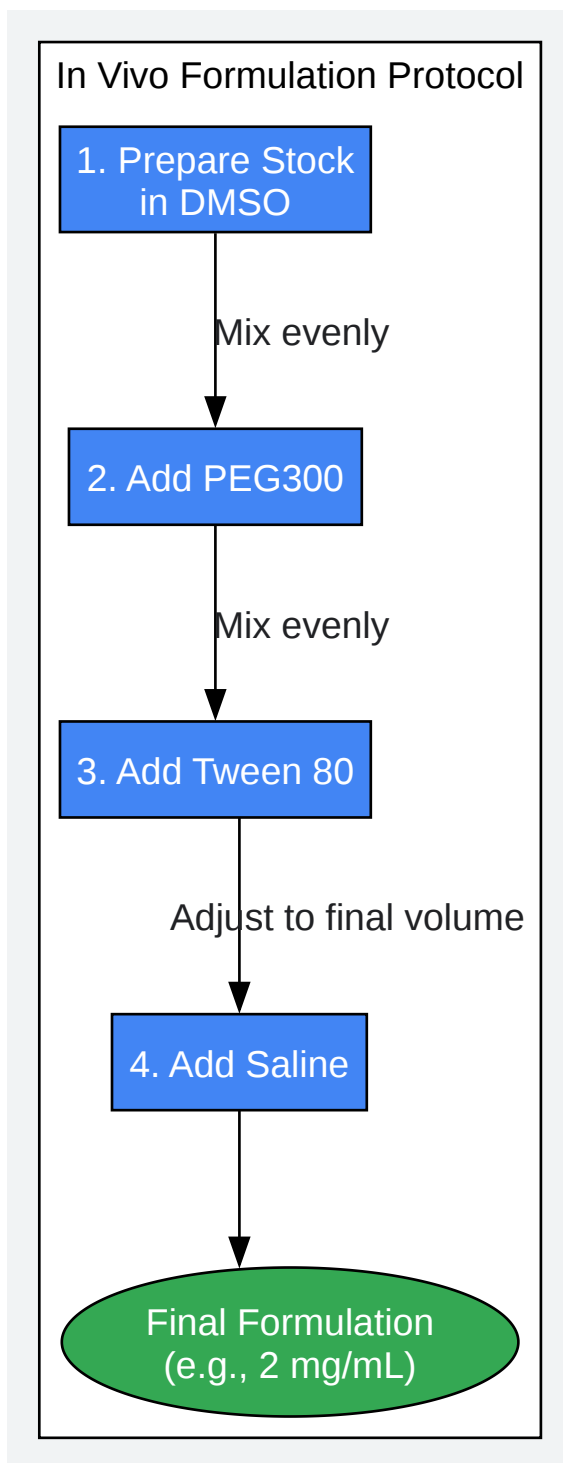 In Vivo Formulation Protocol
1. Prepare Stock
in DMSO
Mix evenly
2. Add PEG300
Mix evenly
3. Add Tween 80
Adjust to final volume
4. Add Saline
Final Formulation
(e.g., 2 mg/mL)